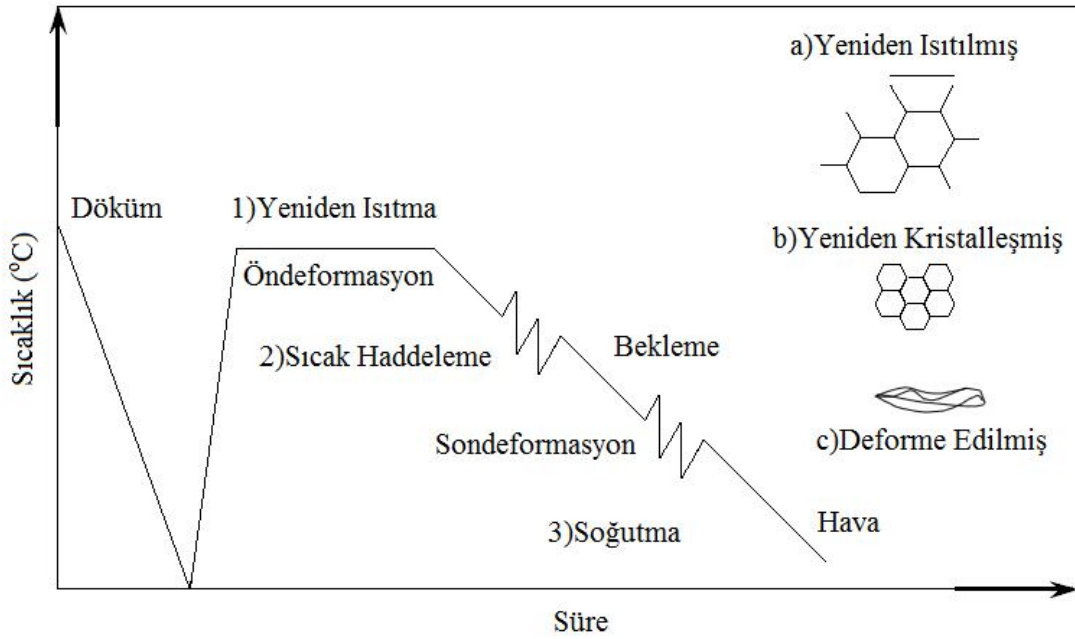 a)Yeniden Isıtılmış
Döküm
1)Yeniden Isıtma
b)Yeniden Kristalleşmiş
Öndeformasyon
Sıcaklık (°C)
2)Sıcak Haddeleme
Bekleme
Sondeformasyon
c)Deforme Edilmiş
3)Soğutma
Hava
Süre